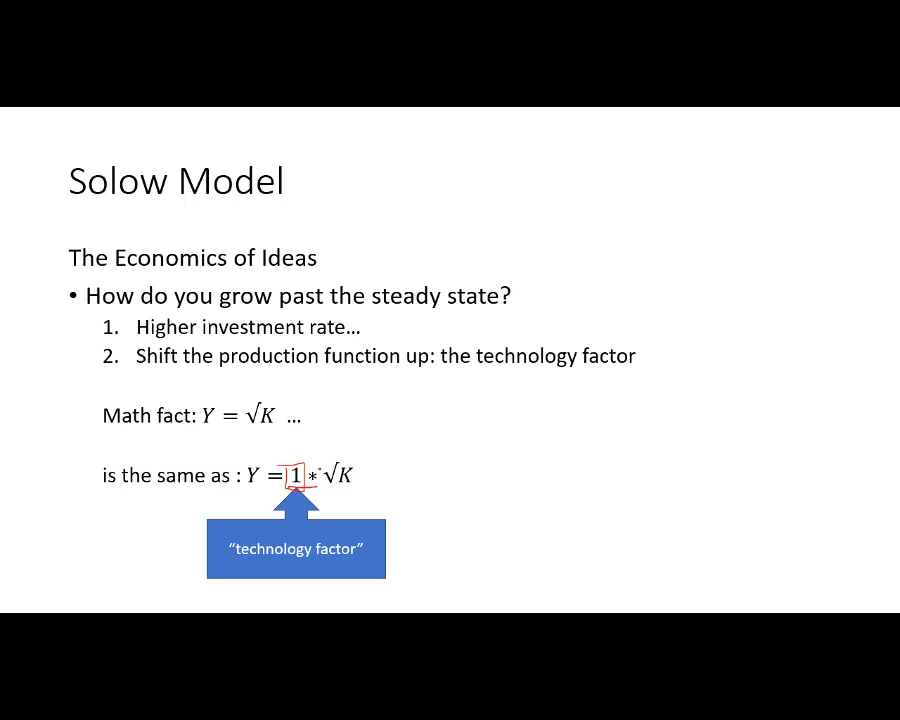 Solow Model
The Economics of Ideas
• How do you grow past the steady state?
1. Higher investment rate...
2. Shift the production function up: the technology factor
Math fact: Y = √K ...
is the same as : Y = 1 * √K
“technology factor”